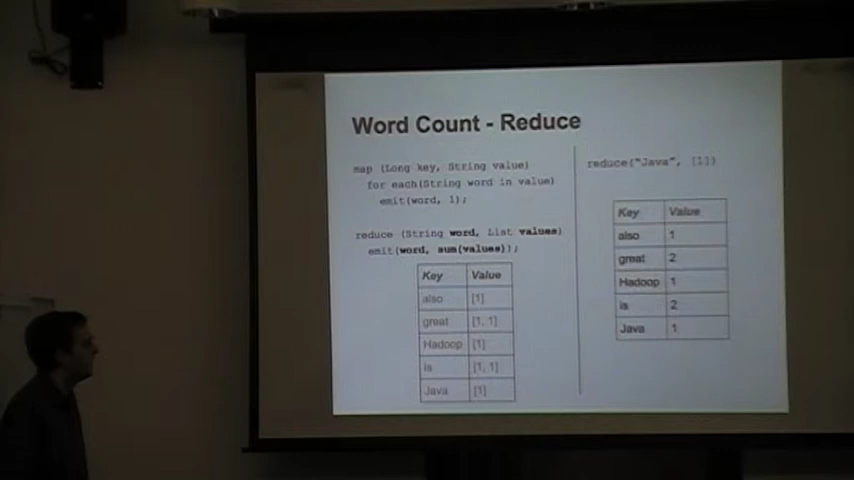 Word Count - Reduce
map (Long key, String value)
for each(String word in value)
emit(word, 1);
reduce (String word, List values)
emit(word, sum(values));
Key Value
also [1]
great [1, 1]
Hadoop [1]
is [1, 1]
Java [1]
reduce("Java", [1])
Key Value
also 1
great 2
Hadoop 1
is 2
Java 1